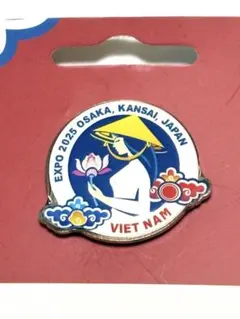 EXPO 2025 OSAKA, KANSAI, JAPAN
VIET NAM